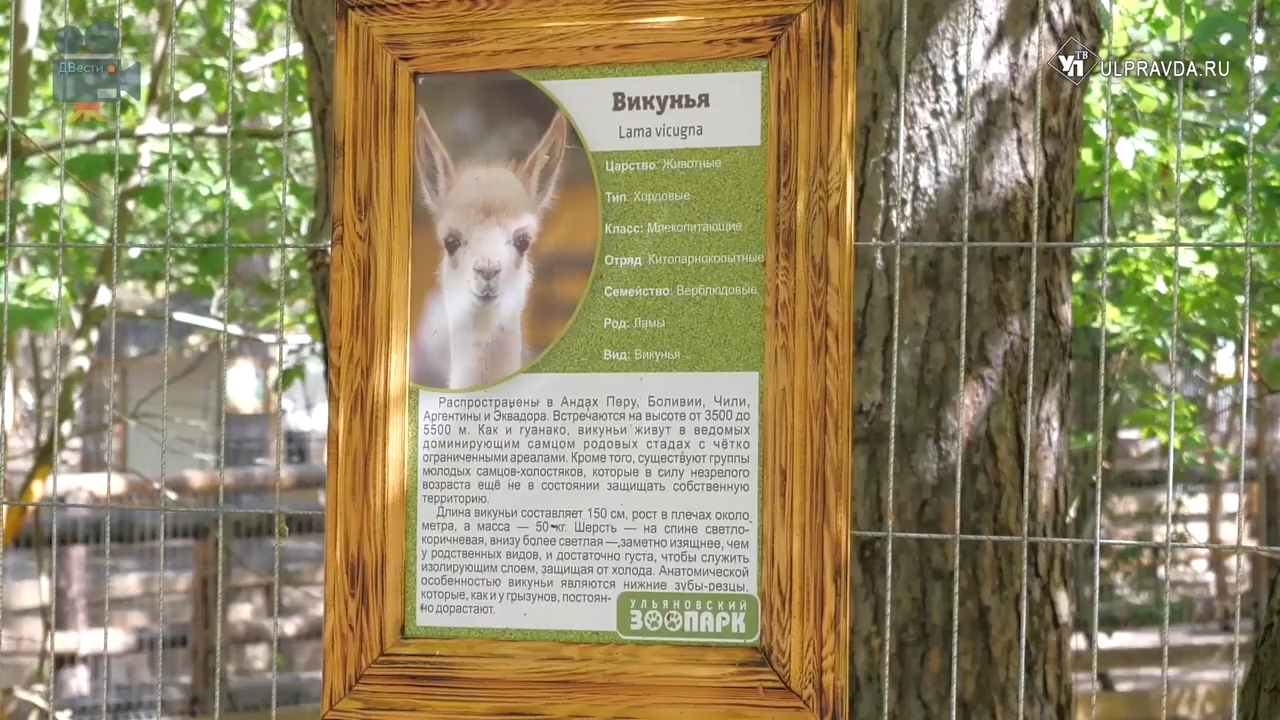 ДВести
УП ТВ ULPRAVDA.RU
Викунья
Lama vicugna
Царство: Животные
Тип: Хордовые
Класс: Млекопитающие
Отряд: Китопарнокопытные
Семейство: Верблюдовые
Род: Ламы
Вид: Викунья
Распространены в Андах Перу, Боливии, Чили,
Аргентины и Эквадора. Встречаются на высоте от 3500 до
5500 м. Как и гуанако, викуньи живут в ведомых
доминирующим самцом родовых стадах с чётко
ограниченными ареалами. Кроме того, существуют группы
молодых самцов-холостяков, которые в силу незрелого
возраста ещё не в состоянии защищать собственную
территорию.
Длина викуньи составляет 150 см, рост в плечах около
метра, а масса — 50 кг. Шерсть — на спине светло-
коричневая, внизу более светлая — заметно изящнее, чем
у родственных видов, и достаточно густа, чтобы служить
изолирующим слоем, защищая от холода. Анатомической
особенностью викуньи являются нижние зубы-резцы,
которые, как и у грызунов, постоян-
но дорастают.
УЛЬЯНОВСКИЙ
ЗООПАРК